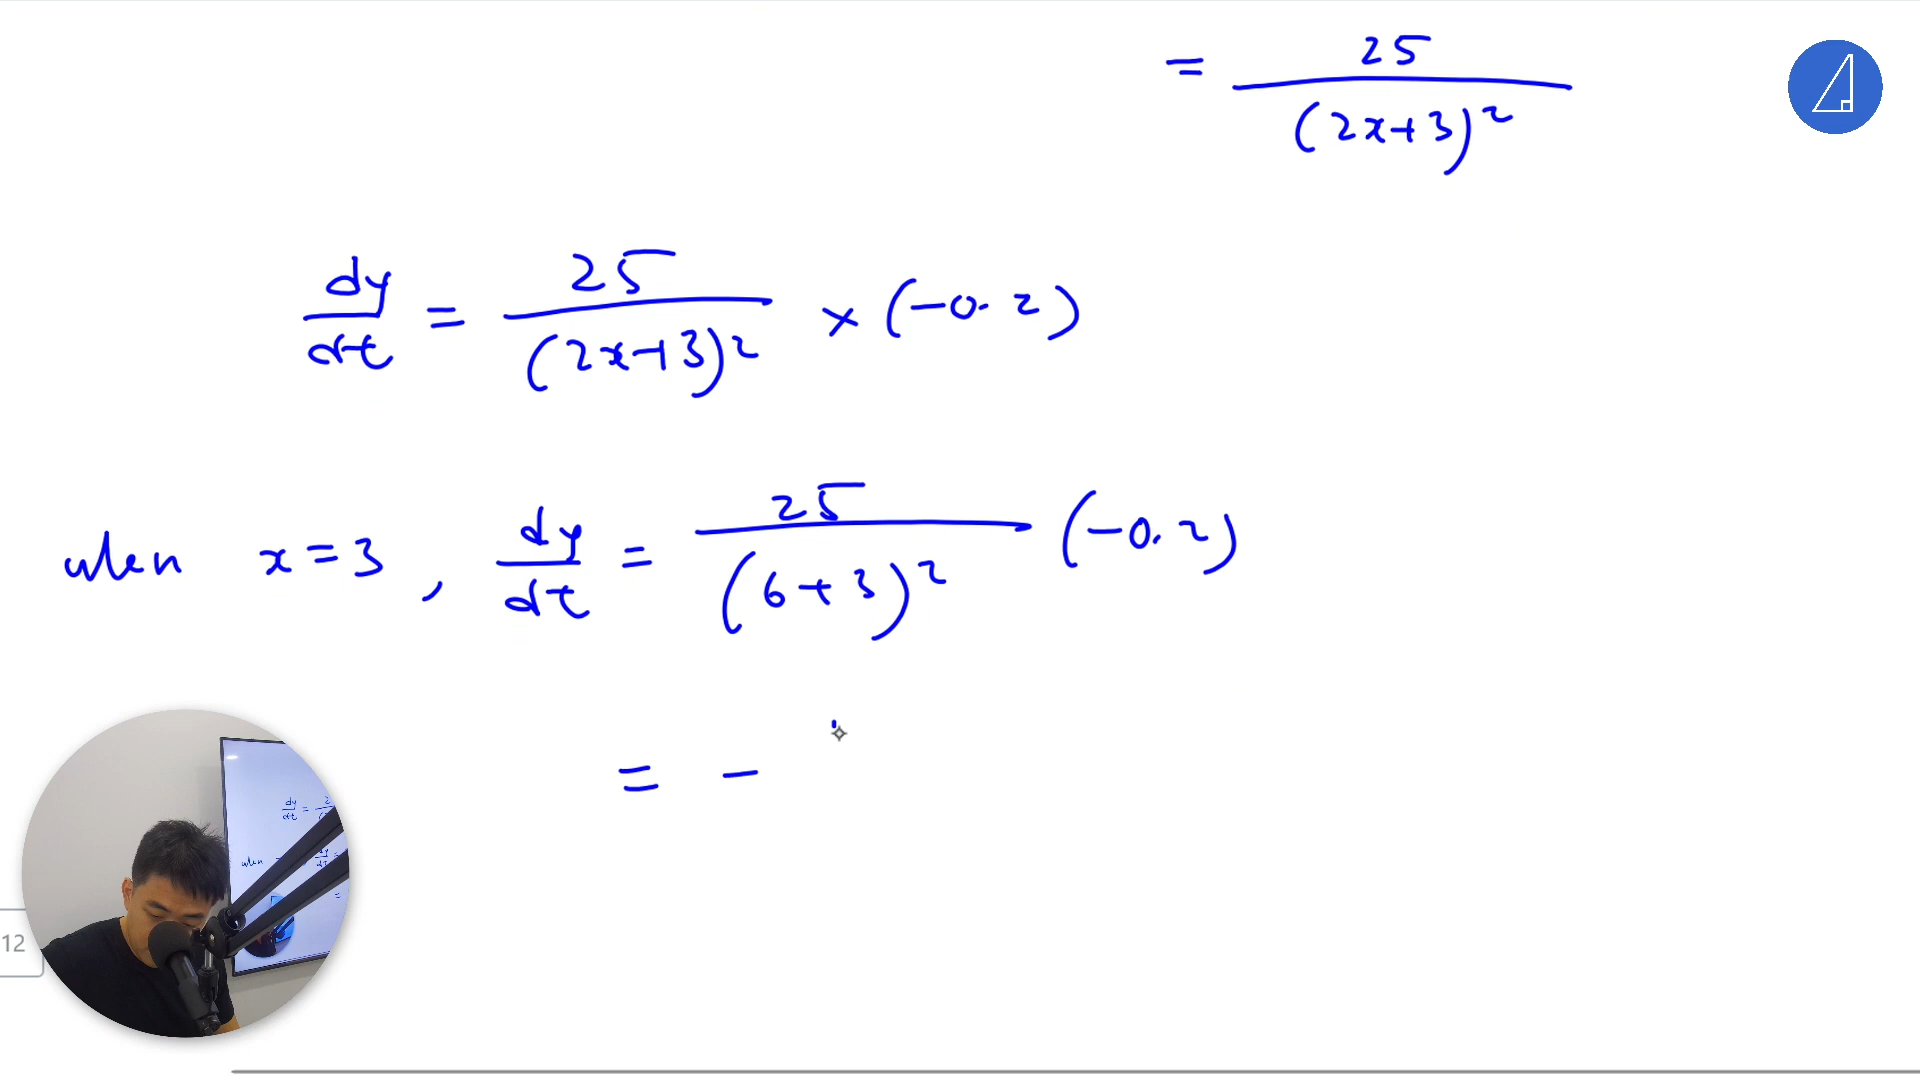 = 25/(2x+3)²
dy/dt = 25/(2x+3)² × (-0.2)
when x=3, dy/dt = 25/(6+3)² (-0.2)
= -
12